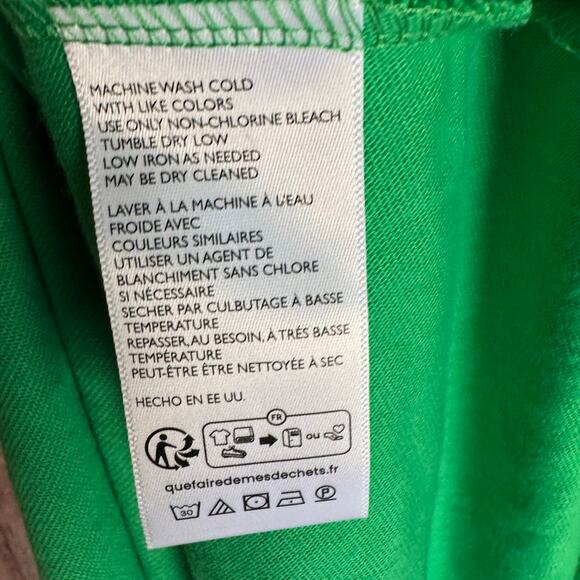 MACHINE WASH COLD
WITH LIKE COLORS
USE ONLY NON-CHLORINE BLEACH
TUMBLE DRY LOW
LOW IRON AS NEEDED
MAY BE DRY CLEANED
LAVER À LA MACHINE À L'EAU
FROIDE AVEC
COULEURS SIMILAIRES
UTILISER UN AGENT DE
BLANCHIMENT SANS CHLORE
SI NÉCESSAIRE
SECHER PAR CULBUTAGE À BASSE
TEMPERATURE
REPASSER, AU BESOIN, À TRÈS BASSE
TEMPÉRATURE
PEUT-ÊTRE ÊTRE NETTOYÉE À SEC
HECHO EN EE UU.
FR
ou
quefairedemesdechets.fr
30
P